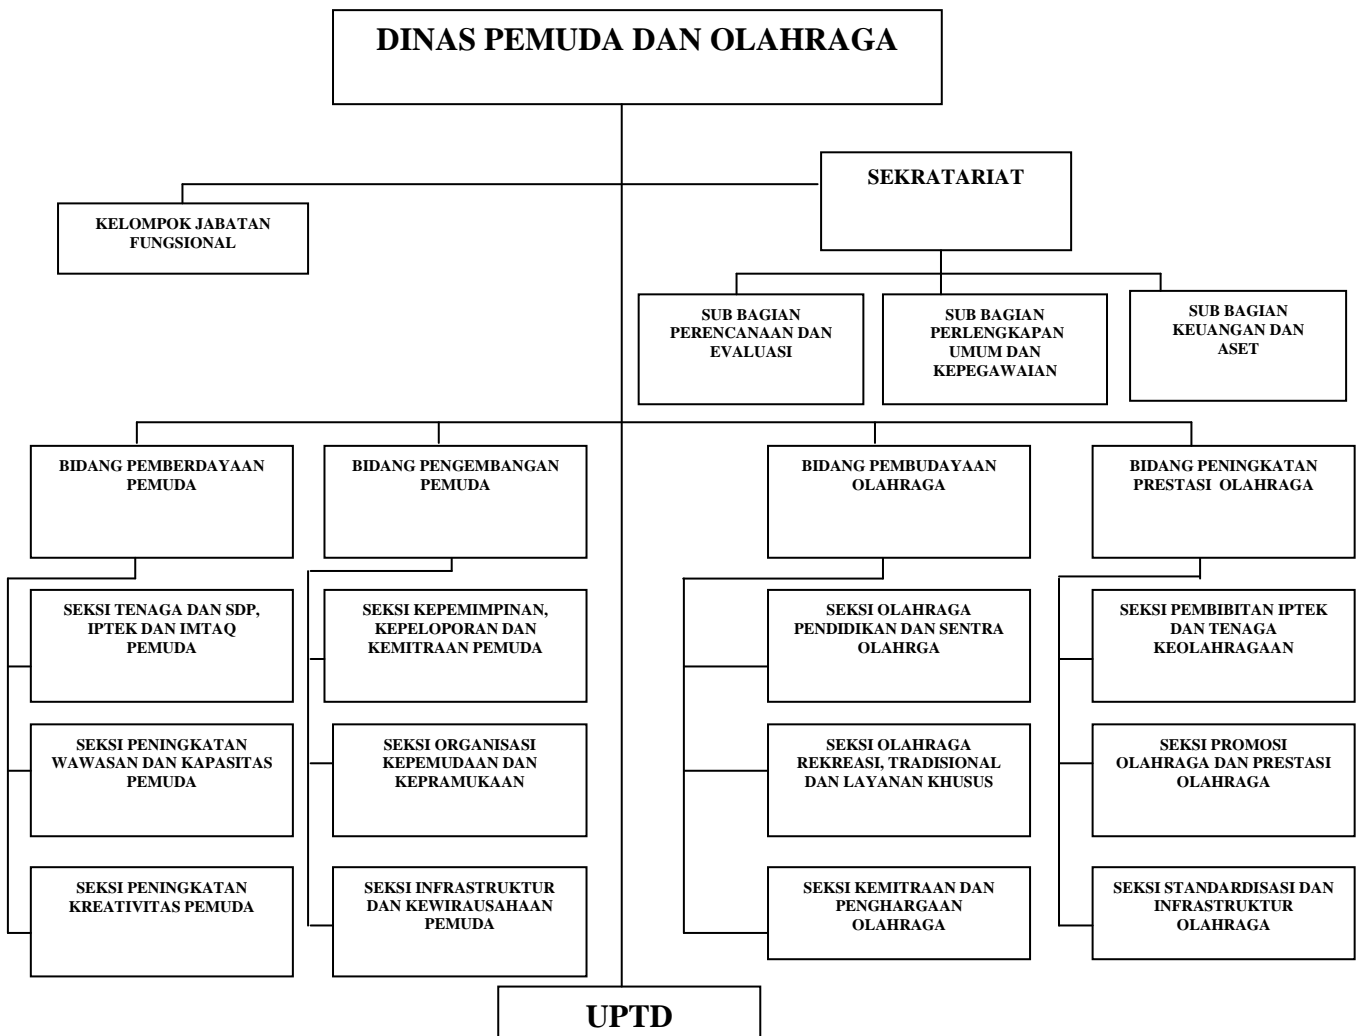 DINAS PEMUDA DAN OLAHRAGA
SEKRATARIAT
KELOMPOK JABATAN
FUNGSIONAL
SUB BAGIAN
PERENCANAAN DAN
EVALUASI
SUB BAGIAN
PERLENGKAPAN
UMUM DAN
KEPEGAWAIAN
SUB BAGIAN
KEUANGAN DAN
ASET
BIDANG PEMBERDAYAAN
PEMUDA
BIDANG PENGEMBANGAN
PEMUDA
BIDANG PEMBUDAYAAN
OLAHRAGA
BIDANG PENINGKATAN
PRESTASI OLAHRAGA
SEKSI TENAGA DAN SDP,
IPTEK DAN IMTAQ
PEMUDA
SEKSI KEPEMIMPINAN,
KEPELOPORAN DAN
KEMITRAAN PEMUDA
SEKSI OLAHRAGA
PENDIDIKAN DAN SENTRA
OLAHRGA
SEKSI PEMBIBITAN IPTEK
DAN TENAGA
KEOLAHRAGAAN
SEKSI PENINGKATAN
WAWASAN DAN KAPASITAS
PEMUDA
SEKSI ORGANISASI
KEPEMUDAAN DAN
KEPRAMUKAAN
SEKSI OLAHRAGA
REKREASI, TRADISIONAL
DAN LAYANAN KHUSUS
SEKSI PROMOSI
OLAHRAGA DAN PRESTASI
OLAHRAGA
SEKSI PENINGKATAN
KREATIVITAS PEMUDA
SEKSI INFRASTRUKTUR
DAN KEWIRAUSAHAAN
PEMUDA
SEKSI KEMITRAAN DAN
PENGHARGAAN
OLAHRAGA
SEKSI STANDARDISASI DAN
INFRASTRUKTUR
OLAHRAGA
UPTD